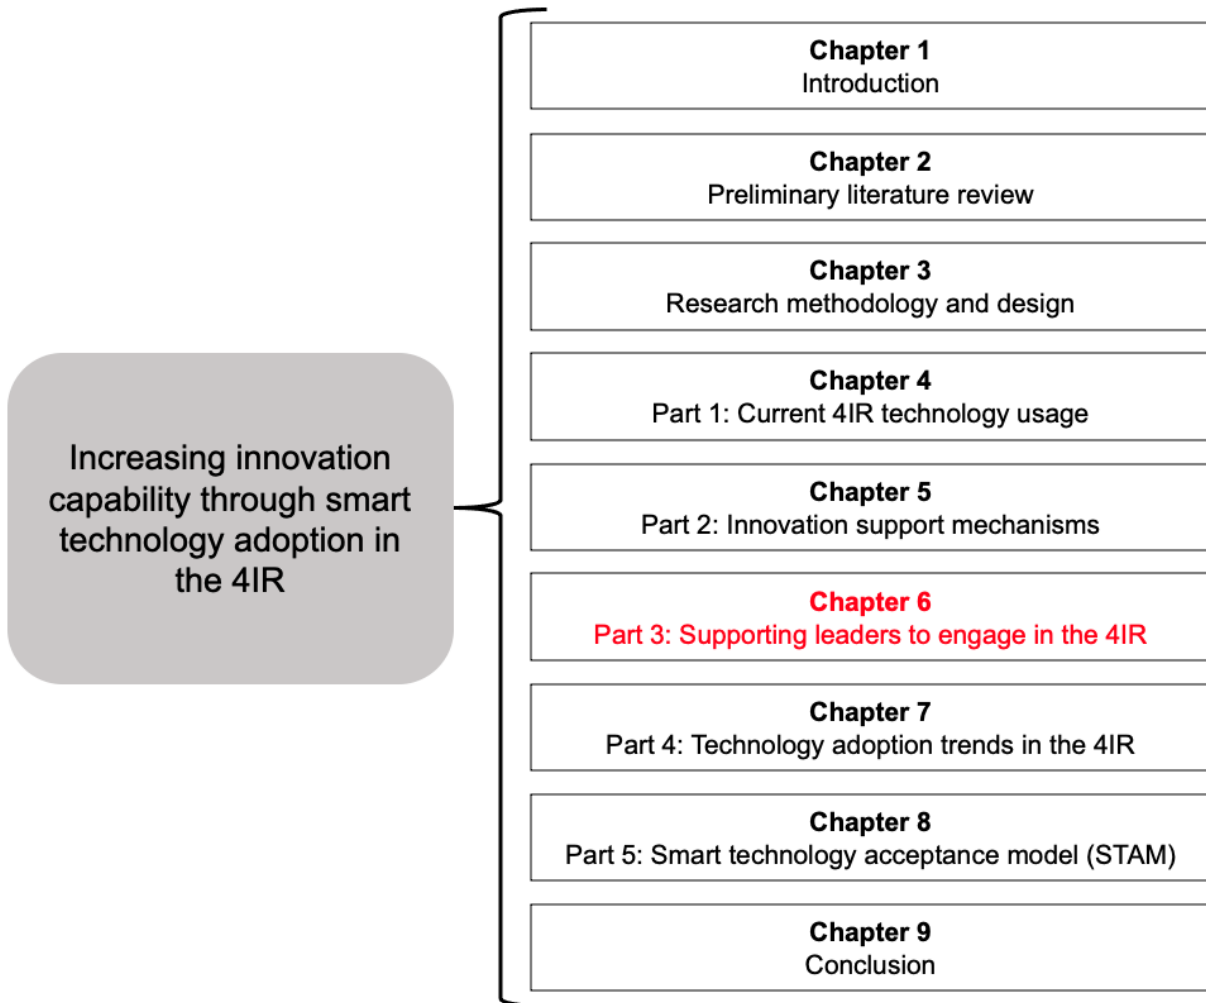 Increasing innovation
capability through smart
technology adoption in
the 4IR
Chapter 1
Introduction
Chapter 2
Preliminary literature review
Chapter 3
Research methodology and design
Chapter 4
Part 1: Current 4IR technology usage
Chapter 5
Part 2: Innovation support mechanisms
Chapter 6
Part 3: Supporting leaders to engage in the 4IR
Chapter 7
Part 4: Technology adoption trends in the 4IR
Chapter 8
Part 5: Smart technology acceptance model (STAM)
Chapter 9
Conclusion